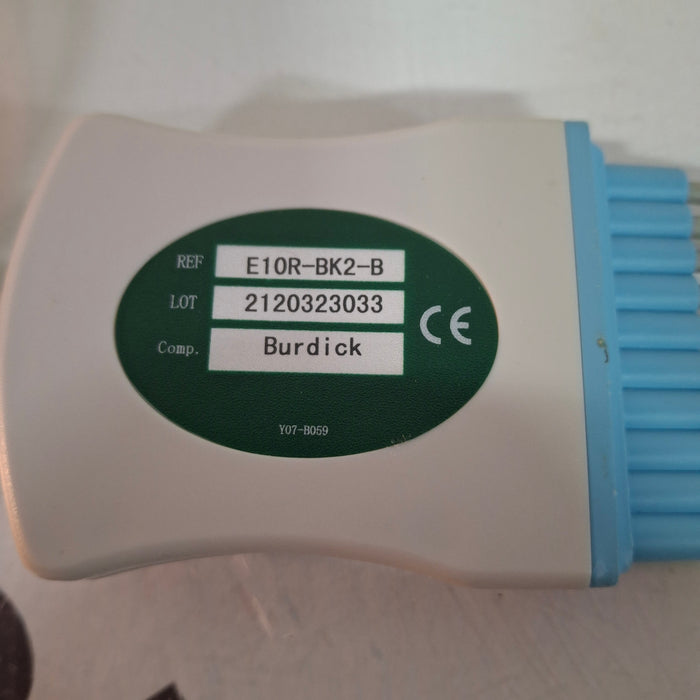 REF E10R-BK2-B
LOT 2120323033
CE
Comp. Burdick
Y07-B059